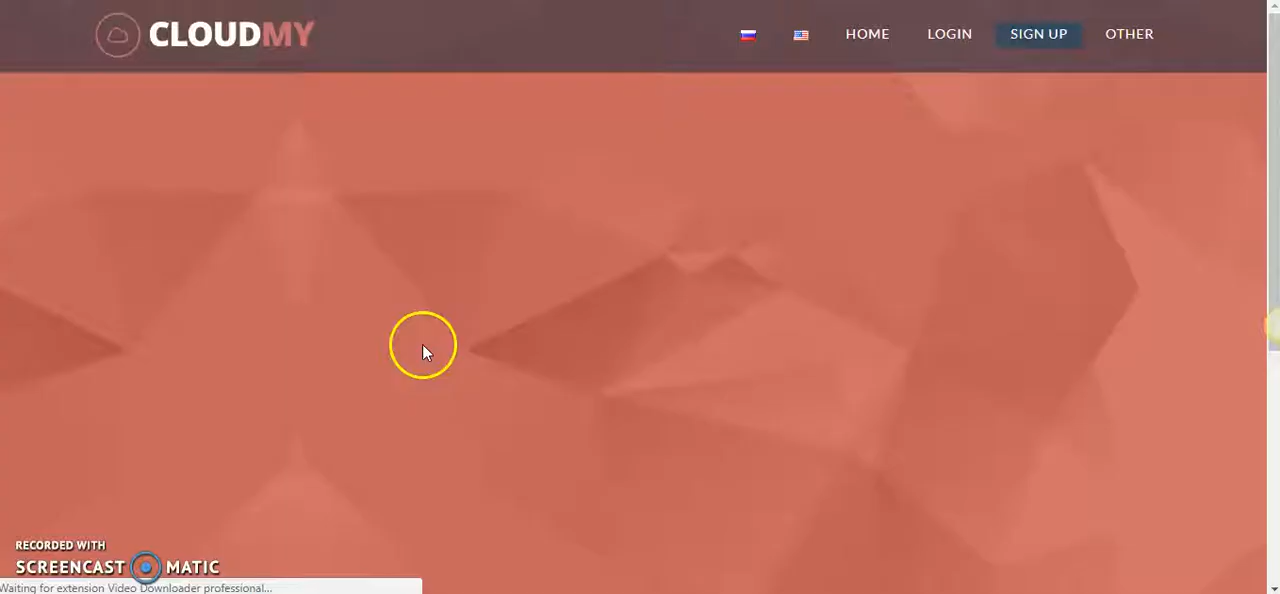 CLOUDMY
HOME LOGIN SIGN UP OTHER
RECORDED WITH
SCREENCAST MATIC
Waiting for extension Video Downloader professional...